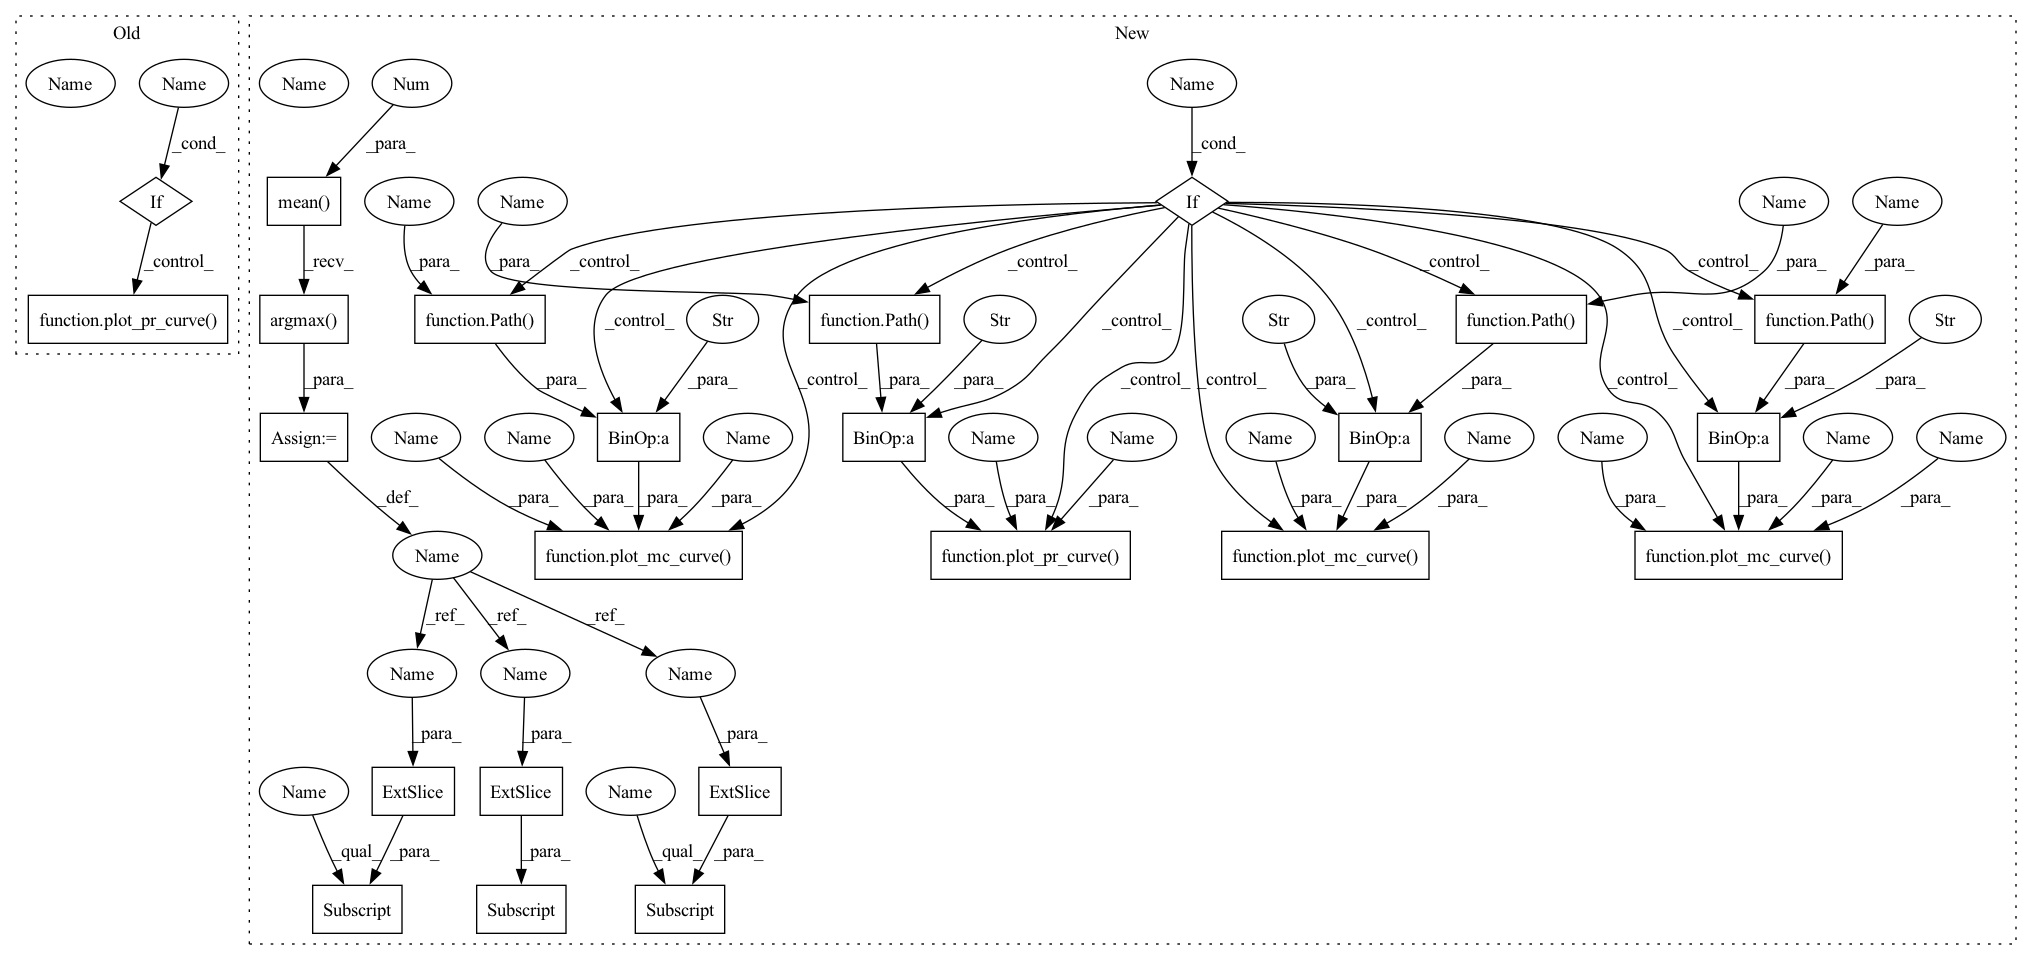 Old
New
Name
Name
Name
Num
Name
_cond_
_para_
_cond_
If
mean()
Name
Name
If
Name
Name
_control_
_recv_
_para_
_para_
_control_
_control_
_control_
_control_
_para_
_para_
function.plot_pr_curve()
argmax()
function.Path()
_control_
Str
function.Path()
Str
_control_
Str
_control_
function.Path()
_control_
function.Path()
Str
_para_
_para_
_para_
_control_
_para_
_para_
_control_
_control_
_para_
_para_
_control_
_para_
_para_
Assign:=
Name
Name
BinOp:a
Name
BinOp:a
Name
Name
Name
BinOp:a
Name
Name
BinOp:a
Name
Name
_def_
_para_
_para_
_para_
_para_
_para_
_para_
_para_
_para_
_para_
_para_
_para_
_para_
_para_
_para_
Name
function.plot_mc_curve()
function.plot_pr_curve()
function.plot_mc_curve()
function.plot_mc_curve()
_ref_
_ref_
_ref_
Name
Name
Name
_para_
_para_
_para_
Name
ExtSlice
ExtSlice
Name
ExtSlice
_qual_
_para_
_para_
_qual_
_para_
Subscript
Subscript
Subscript